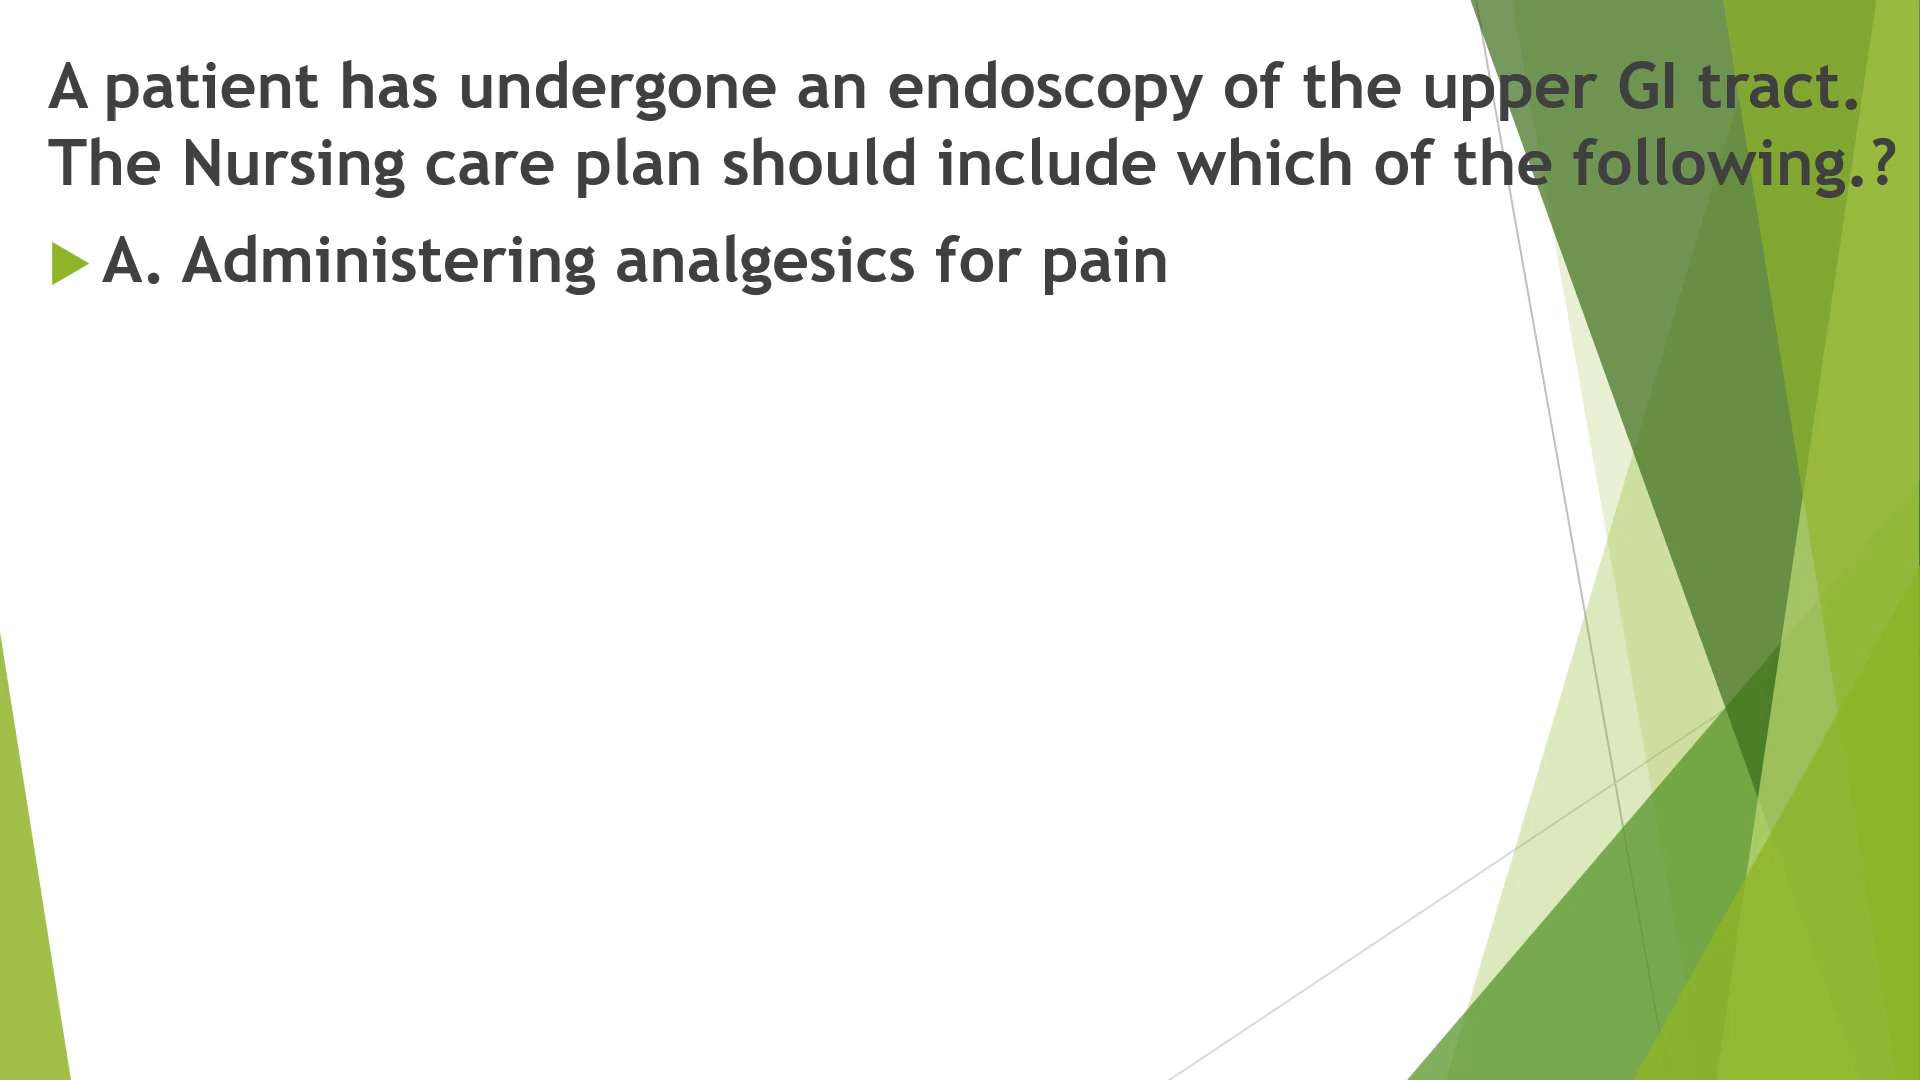 A patient has undergone an endoscopy of the upper GI tract.
The Nursing care plan should include which of the following.?
A. Administering analgesics for pain